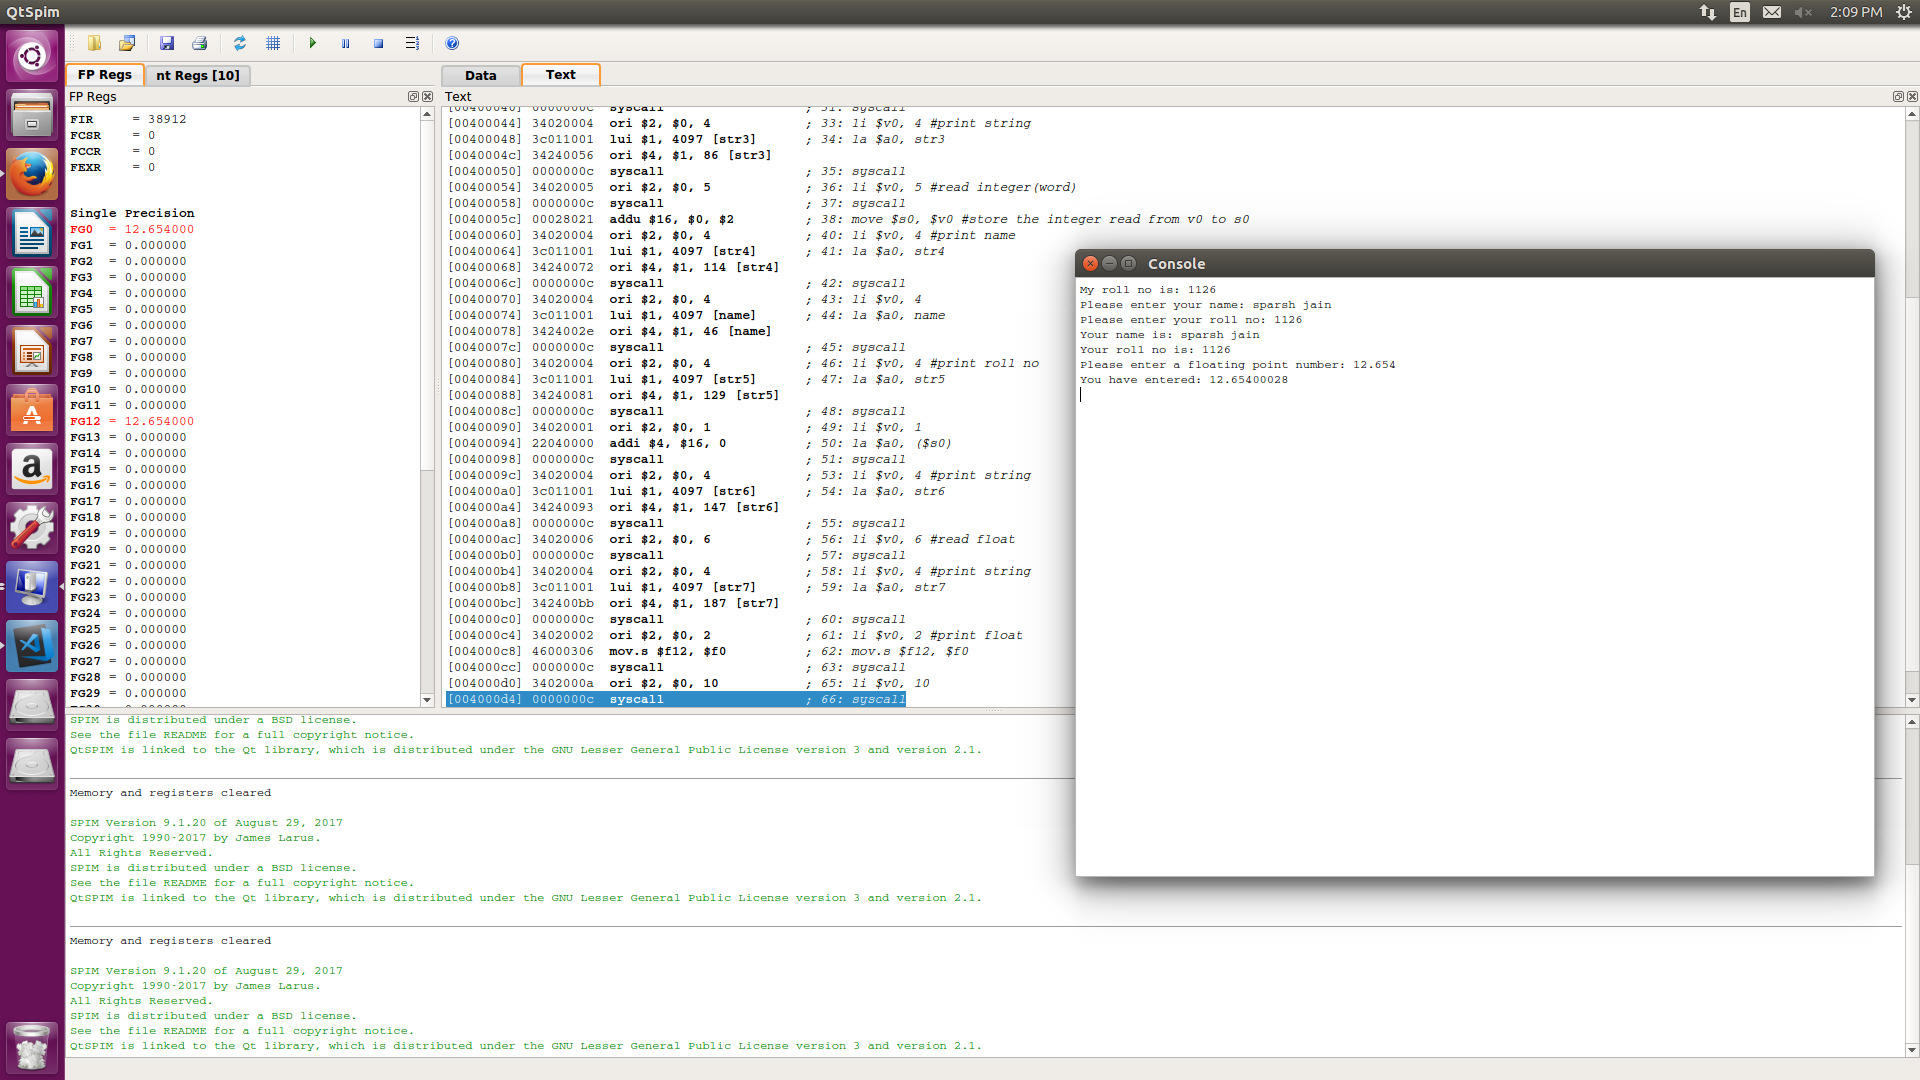 QtSpim
En
2:09 PM
FP Regs
nt Regs [10]
Data
Text
FP Regs
Text
FIR = 38912
FCSR = 0
FCCR = 0
FEXR = 0
Single Precision
FG0 = 12.654000
FG1 = 0.000000
FG2 = 0.000000
FG3 = 0.000000
FG4 = 0.000000
FG5 = 0.000000
FG6 = 0.000000
FG7 = 0.000000
FG8 = 0.000000
FG9 = 0.000000
FG10 = 0.000000
FG11 = 0.000000
FG12 = 12.654000
FG13 = 0.000000
FG14 = 0.000000
FG15 = 0.000000
FG16 = 0.000000
FG17 = 0.000000
FG18 = 0.000000
FG19 = 0.000000
FG20 = 0.000000
FG21 = 0.000000
FG22 = 0.000000
FG23 = 0.000000
FG24 = 0.000000
FG25 = 0.000000
FG26 = 0.000000
FG27 = 0.000000
FG28 = 0.000000
FG29 = 0.000000
[00400040] 0000000c syscall ; 31: syscall
[00400044] 34020004 ori $2, $0, 4 ; 33: li $v0, 4 #print string
[00400048] 3c011001 lui $1, 4097 [str3] ; 34: la $a0, str3
[0040004c] 34240056 ori $4, $1, 86 [str3]
[00400050] 0000000c syscall ; 35: syscall
[00400054] 34020005 ori $2, $0, 5 ; 36: li $v0, 5 #read integer(word)
[00400058] 0000000c syscall ; 37: syscall
[0040005c] 00028021 addu $16, $0, $2 ; 38: move $s0, $v0 #store the integer read from v0 to s0
[00400060] 34020004 ori $2, $0, 4 ; 40: li $v0, 4 #print name
[00400064] 3c011001 lui $1, 4097 [str4] ; 41: la $a0, str4
[00400068] 34240072 ori $4, $1, 114 [str4]
[0040006c] 0000000c syscall ; 42: syscall
[00400070] 34020004 ori $2, $0, 4 ; 43: li $v0, 4
[00400074] 3c011001 lui $1, 4097 [name] ; 44: la $a0, name
[00400078] 3424002e ori $4, $1, 46 [name]
[0040007c] 0000000c syscall ; 45: syscall
[00400080] 34020004 ori $2, $0, 4 ; 46: li $v0, 4 #print roll no
[00400084] 3c011001 lui $1, 4097 [str5] ; 47: la $a0, str5
[00400088] 34240081 ori $4, $1, 129 [str5]
[0040008c] 0000000c syscall ; 48: syscall
[00400090] 34020001 ori $2, $0, 1 ; 49: li $v0, 1
[00400094] 22040000 addi $4, $16, 0 ; 50: la $a0, ($s0)
[00400098] 0000000c syscall ; 51: syscall
[0040009c] 34020004 ori $2, $0, 4 ; 53: li $v0, 4 #print string
[004000a0] 3c011001 lui $1, 4097 [str6] ; 54: la $a0, str6
[004000a4] 34240093 ori $4, $1, 147 [str6]
[004000a8] 0000000c syscall ; 55: syscall
[004000ac] 34020006 ori $2, $0, 6 ; 56: li $v0, 6 #read float
[004000b0] 0000000c syscall ; 57: syscall
[004000b4] 34020004 ori $2, $0, 4 ; 58: li $v0, 4 #print string
[004000b8] 3c011001 lui $1, 4097 [str7] ; 59: la $a0, str7
[004000bc] 342400bb ori $4, $1, 187 [str7]
[004000c0] 0000000c syscall ; 60: syscall
[004000c4] 34020002 ori $2, $0, 2 ; 61: li $v0, 2 #print float
[004000c8] 46000306 mov.s $f12, $f0 ; 62: mov.s $f12, $f0
[004000cc] 0000000c syscall ; 63: syscall
[004000d0] 3402000a ori $2, $0, 10 ; 65: li $v0, 10
[004000d4] 0000000c syscall ; 66: syscall
Console
My roll no is: 1126
Please enter your name: sparsh jain
Please enter your roll no: 1126
Your name is: sparsh jain
Your roll no is: 1126
Please enter a floating point number: 12.654
You have entered: 12.65400028
SPIM is distributed under a BSD license.
See the file README for a full copyright notice.
QtSPIM is linked to the Qt library, which is distributed under the GNU Lesser General Public License version 3 and version 2.1.
Memory and registers cleared
SPIM Version 9.1.20 of August 29, 2017
Copyright 1990-2017 by James Larus.
All Rights Reserved.
SPIM is distributed under a BSD license.
See the file README for a full copyright notice.
QtSPIM is linked to the Qt library, which is distributed under the GNU Lesser General Public License version 3 and version 2.1.
Memory and registers cleared
SPIM Version 9.1.20 of August 29, 2017
Copyright 1990-2017 by James Larus.
All Rights Reserved.
SPIM is distributed under a BSD license.
See the file README for a full copyright notice.
QtSPIM is linked to the Qt library, which is distributed under the GNU Lesser General Public License version 3 and version 2.1.